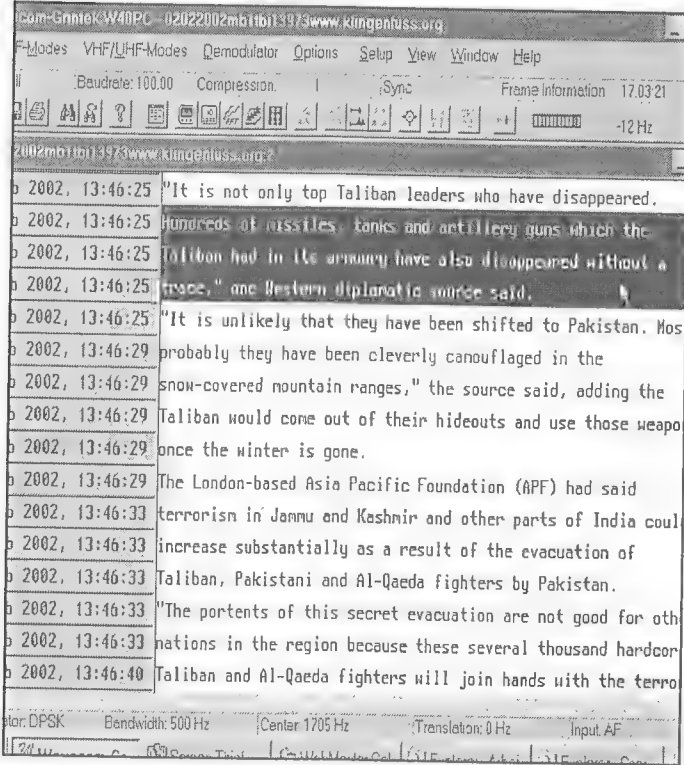 icom-Grintek W40PC - 02022002mb1tbi13973www.klingenfuss.org
F-Modes VHF/UHF-Modes Demodulator Options Setup View Window Help
Baudrate: 100.00 Compression: Sync Frame Information 17.03:21
-12 Hz
2002mb1tbi13973www.klingenfuss.org:2
b 2002, 13:46:25 "It is not only top Taliban leaders who have disappeared.
b 2002, 13:46:25 Hundreds of missiles, tanks and artillery guns which the
b 2002, 13:46:25 Taliban had in its armoury have also disappeared without a
b 2002, 13:46:25 trace," one Western diplomatic source said.
b 2002, 13:46:25 "It is unlikely that they have been shifted to Pakistan. Mos
b 2002, 13:46:29 probably they have been cleverly camouflaged in the
b 2002, 13:46:29 snow-covered mountain ranges," the source said, adding the
b 2002, 13:46:29 Taliban would come out of their hideouts and use those weapo
b 2002, 13:46:29 once the winter is gone.
b 2002, 13:46:29 The London-based Asia Pacific Foundation (APF) had said
b 2002, 13:46:33 terrorism in Jammu and Kashmir and other parts of India coul
b 2002, 13:46:33 increase substantially as a result of the evacuation of
b 2002, 13:46:33 Taliban, Pakistani and Al-Qaeda fighters by Pakistan.
b 2002, 13:46:33 "The portents of this secret evacuation are not good for oth
b 2002, 13:46:33 nations in the region because these several thousand hardcor
b 2002, 13:46:40 Taliban and Al-Qaeda fighters will join hands with the terro
ator: DPSK Bandwidth: 500 Hz Center 1705 Hz Translation: 0 Hz Input AF